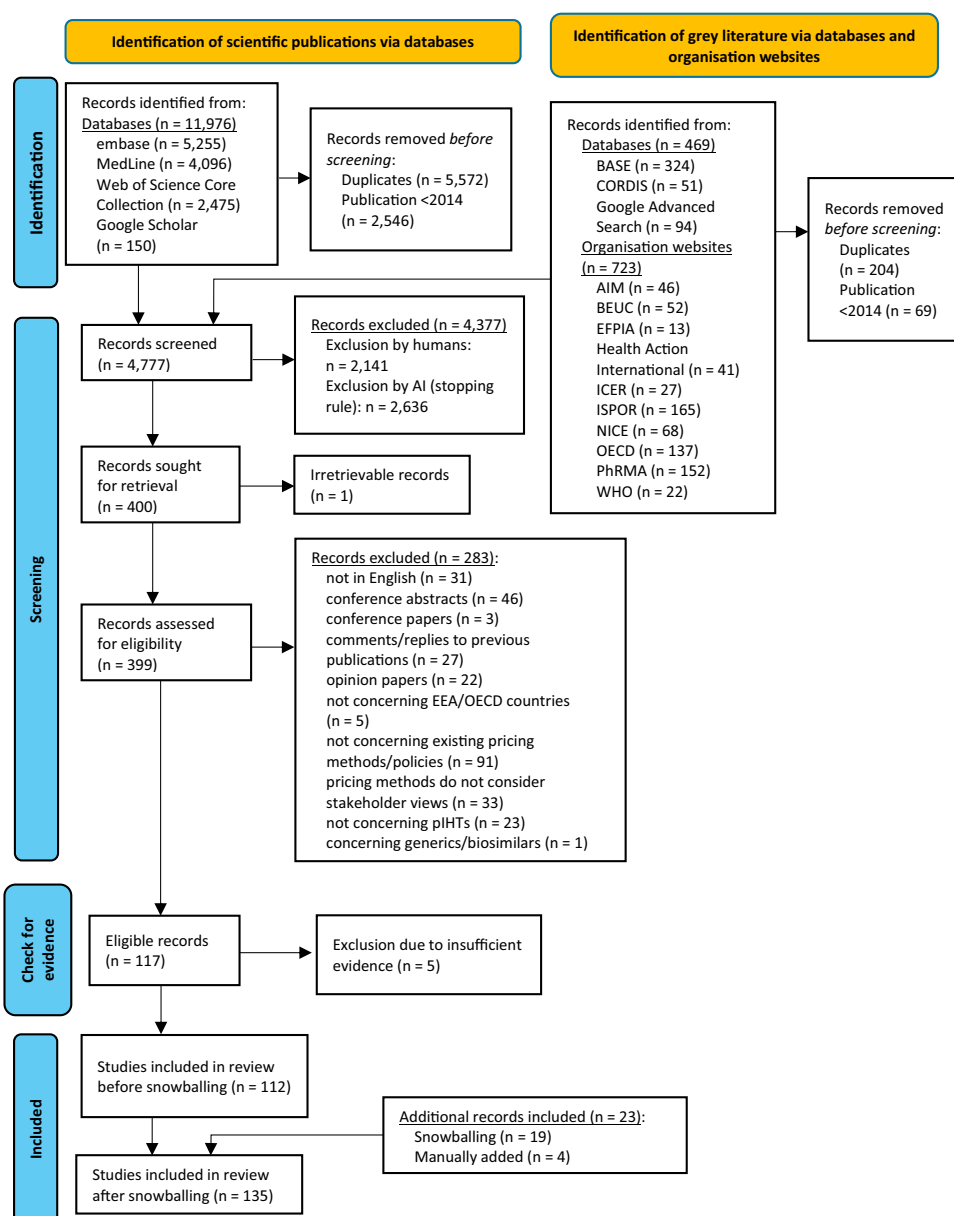 Identification of scientific publications via databases
Identification of grey literature via databases and
organisation websites
Identification
Records identified from:
Databases (n = 11,976)
embase (n = 5,255)
MedLine (n = 4,096)
Web of Science Core
Collection (n = 2,475)
Google Scholar
(n = 150)
Records removed before
screening:
Duplicates (n = 5,572)
Publication <2014
(n = 2,546)
Records identified from:
Databases (n = 469)
BASE (n = 324)
CORDIS (n = 51)
Google Advanced
Search (n = 94)
Organisation websites
(n = 723)
AIM (n = 46)
BEUC (n = 52)
EFPIA (n = 13)
Health Action
International (n = 41)
ICER (n = 27)
ISPOR (n = 165)
NICE (n = 68)
OECD (n = 137)
PhRMA (n = 152)
WHO (n = 22)
Records removed
before screening:
Duplicates
(n = 204)
Publication
<2014 (n = 69)
Screening
Records screened
(n = 4,777)
Records excluded (n = 4,377)
Exclusion by humans:
n = 2,141
Exclusion by AI (stopping
rule): n = 2,636
Records sought
for retrieval
(n = 400)
Irretrievable records
(n = 1)
Records assessed
for eligibility
(n = 399)
Records excluded (n = 283):
not in English (n = 31)
conference abstracts (n = 46)
conference papers (n = 3)
comments/replies to previous
publications (n = 27)
opinion papers (n = 22)
not concerning EEA/OECD countries
(n = 5)
not concerning existing pricing
methods/policies (n = 91)
pricing methods do not consider
stakeholder views (n = 33)
not concerning pIHTs (n = 23)
concerning generics/biosimilars (n = 1)
Check for
evidence
Eligible records
(n = 117)
Exclusion due to insufficient
evidence (n = 5)
Included
Studies included in review
before snowballing (n = 112)
Additional records included (n = 23):
Snowballing (n = 19)
Manually added (n = 4)
Studies included in review
after snowballing (n = 135)